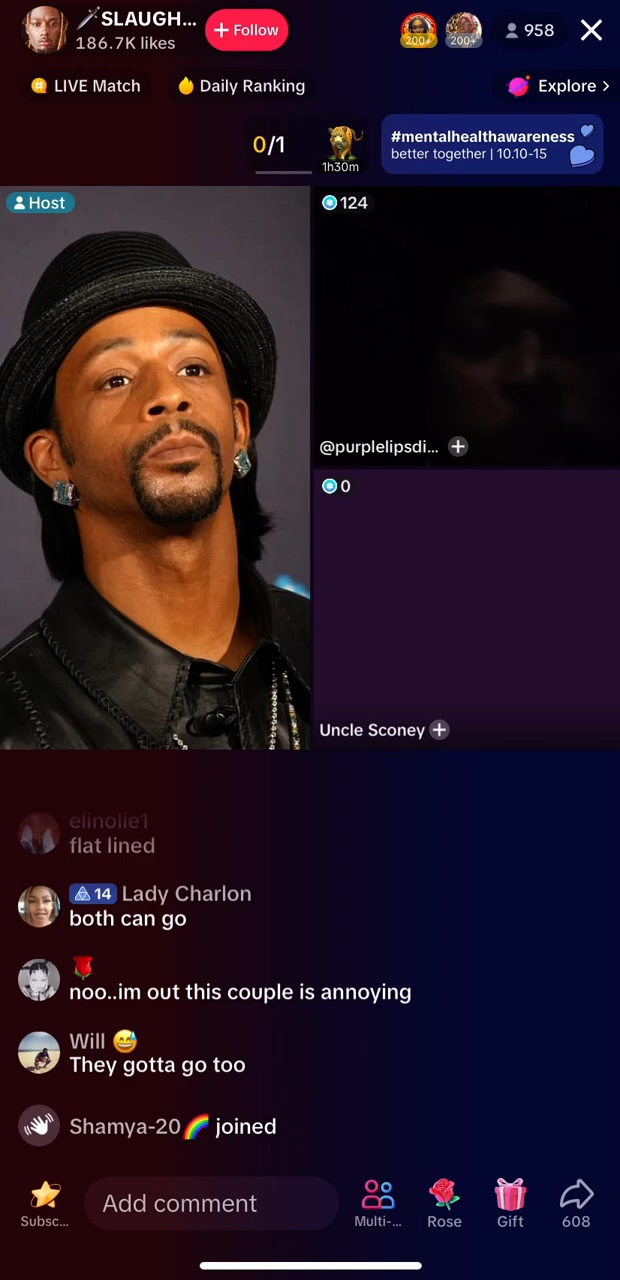 SLAUGH...
186.7K likes
+ Follow
200+
200+
958
LIVE Match
Daily Ranking
Explore >
0/1
1h30m
#mentalhealthawareness
better together | 10.10-15
Host
124
@purplelipsdi...
0
Uncle Sconey
elinolie1
flat lined
14 Lady Charlon
both can go
🌹
noo..im out this couple is annoying
Will 😅
They gotta go too
Shamya-20🌈 joined
Subsc...
Add comment
Multi-...
Rose
Gift
608